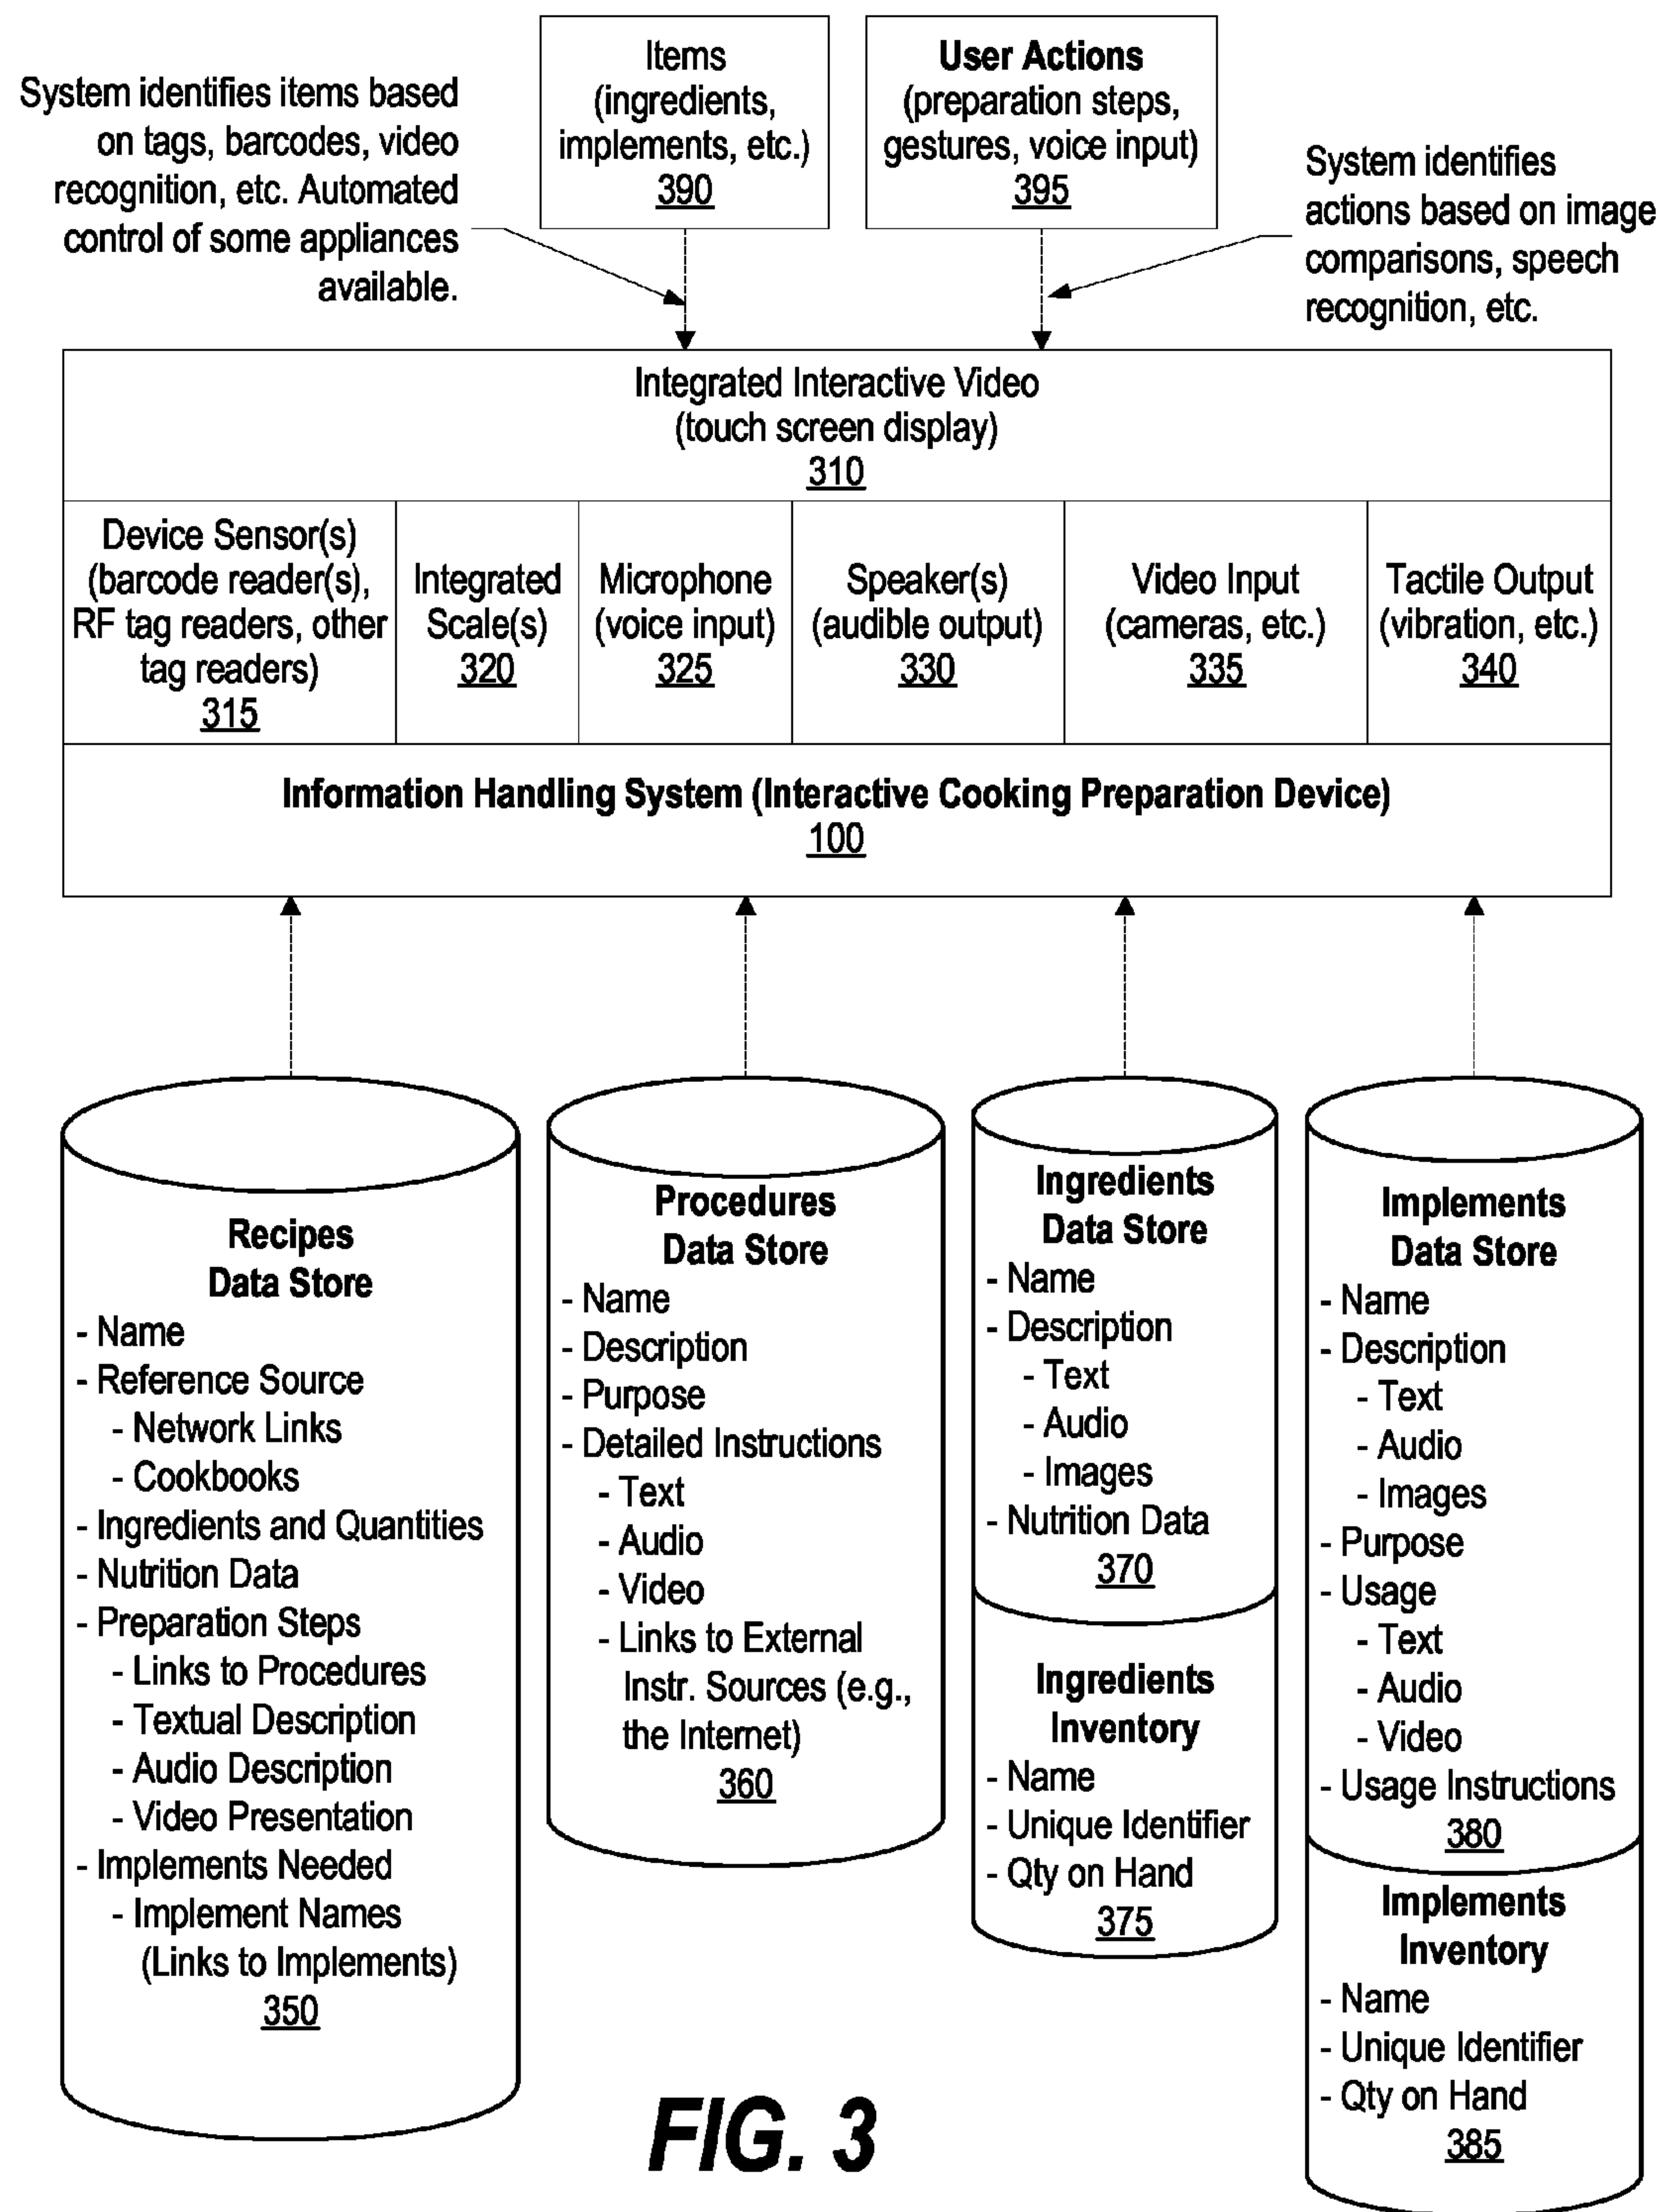 System identifies items based
on tags, barcodes, video
recognition, etc. Automated
control of some appliances
available.
Items
(ingredients,
implements, etc.)
390
User Actions
(preparation steps,
gestures, voice input)
395
System identifies
actions based on image
comparisons, speech
recognition, etc.
Integrated Interactive Video
(touch screen display)
310
Device Sensor(s)
(barcode reader(s),
RF tag readers, other
tag readers)
315
Integrated
Scale(s)
320
Microphone
(voice input)
325
Speaker(s)
(audible output)
330
Video Input
(cameras, etc.)
335
Tactile Output
(vibration, etc.)
340
Information Handling System (Interactive Cooking Preparation Device)
100
Recipes
Data Store
- Name
- Reference Source
- Network Links
- Cookbooks
- Ingredients and Quantities
- Nutrition Data
- Preparation Steps
- Links to Procedures
- Textual Description
- Audio Description
- Video Presentation
- Implements Needed
- Implement Names
(Links to Implements)
350
Procedures
Data Store
- Name
- Description
- Purpose
- Detailed Instructions
- Text
- Audio
- Video
- Links to External
Instr. Sources (e.g.,
the Internet)
360
Ingredients
Data Store
- Name
- Description
- Text
- Audio
- Images
- Nutrition Data
370
Ingredients
Inventory
- Name
- Unique Identifier
- Qty on Hand
375
Implements
Data Store
- Name
- Description
- Text
- Audio
- Images
- Purpose
- Usage
- Text
- Audio
- Video
- Usage Instructions
380
Implements
Inventory
- Name
- Unique Identifier
- Qty on Hand
385
FIG. 3